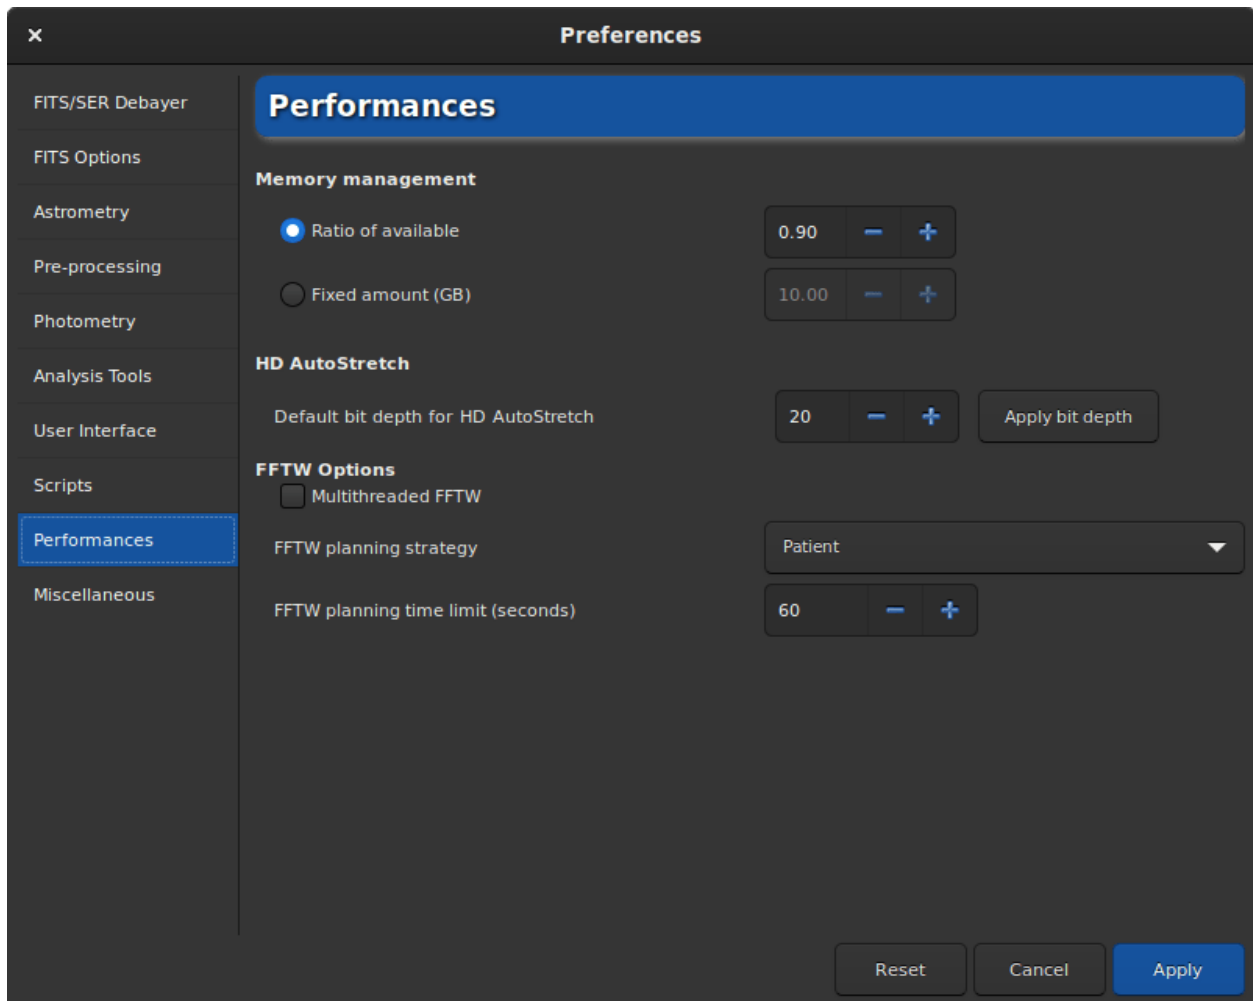 Preferences
FITS/SER Debayer
FITS Options
Astrometry
Pre-processing
Photometry
Analysis Tools
User Interface
Scripts
Performances
Miscellaneous
Performances
Memory management
Ratio of available 0.90
Fixed amount (GB) 10.00
HD AutoStretch
Default bit depth for HD AutoStretch 20 Apply bit depth
FFTW Options
Multithreaded FFTW
FFTW planning strategy Patient
FFTW planning time limit (seconds) 60
Reset Cancel Apply